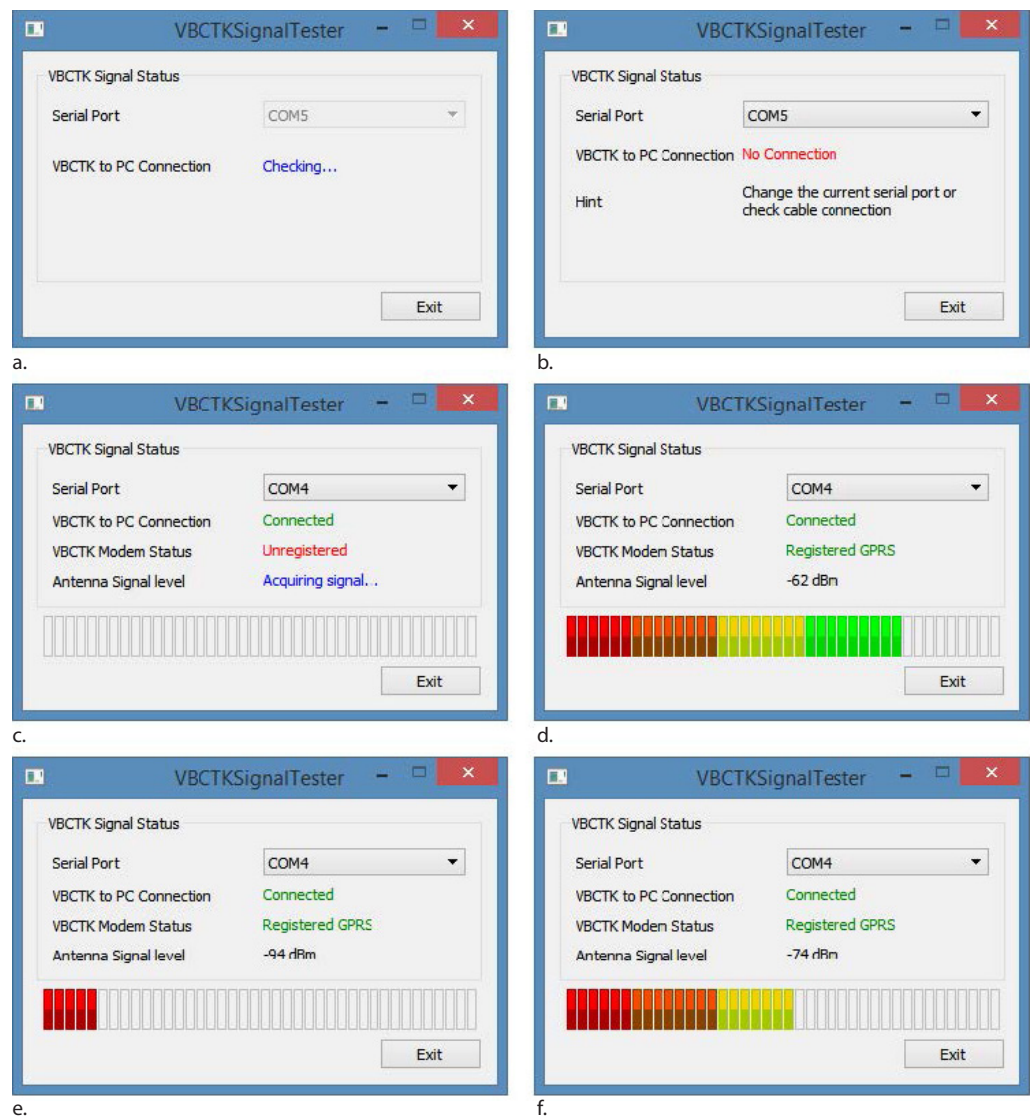 VBCTKSignalTester
VBCTK Signal Status
Serial Port COM5
VBCTK to PC Connection Checking...
Exit
a.
VBCTKSignalTester
VBCTK Signal Status
Serial Port COM5
VBCTK to PC Connection No Connection
Hint Change the current serial port or
check cable connection
Exit
b.
VBCTKSignalTester
VBCTK Signal Status
Serial Port COM4
VBCTK to PC Connection Connected
VBCTK Modem Status Unregistered
Antenna Signal level Acquiring signal...
Exit
c.
VBCTKSignalTester
VBCTK Signal Status
Serial Port COM4
VBCTK to PC Connection Connected
VBCTK Modem Status Registered GPRS
Antenna Signal level -62 dBm
Exit
d.
VBCTKSignalTester
VBCTK Signal Status
Serial Port COM4
VBCTK to PC Connection Connected
VBCTK Modem Status Registered GPRS
Antenna Signal level -94 dBm
Exit
e.
VBCTKSignalTester
VBCTK Signal Status
Serial Port COM4
VBCTK to PC Connection Connected
VBCTK Modem Status Registered GPRS
Antenna Signal level -74 dBm
Exit
f.